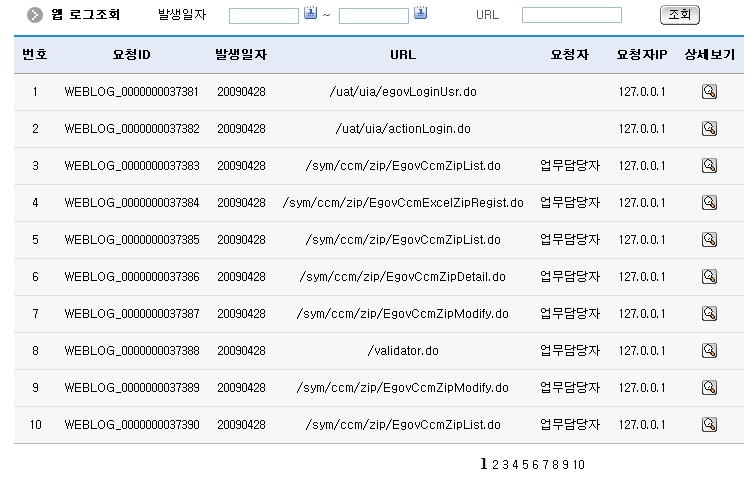 웹 로그조회 발생일자 ~ URL 조회
번호 요청ID 발생일자 URL 요청자 요청자IP 상세보기
1 WEBLOG_0000000037381 20090428 /uat/uia/egovLoginUsr.do 127.0.0.1
2 WEBLOG_0000000037382 20090428 /uat/uia/actionLogin.do 127.0.0.1
3 WEBLOG_0000000037383 20090428 /sym/ccm/zip/EgovCcmZipList.do 업무담당자 127.0.0.1
4 WEBLOG_0000000037384 20090428 /sym/ccm/zip/EgovCcmExcelZipRegist.do 업무담당자 127.0.0.1
5 WEBLOG_0000000037385 20090428 /sym/ccm/zip/EgovCcmZipList.do 업무담당자 127.0.0.1
6 WEBLOG_0000000037386 20090428 /sym/ccm/zip/EgovCcmZipDetail.do 업무담당자 127.0.0.1
7 WEBLOG_0000000037387 20090428 /sym/ccm/zip/EgovCcmZipModify.do 업무담당자 127.0.0.1
8 WEBLOG_0000000037388 20090428 /validator.do 업무담당자 127.0.0.1
9 WEBLOG_0000000037389 20090428 /sym/ccm/zip/EgovCcmZipModify.do 업무담당자 127.0.0.1
10 WEBLOG_0000000037390 20090428 /sym/ccm/zip/EgovCcmZipList.do 업무담당자 127.0.0.1
1 2 3 4 5 6 7 8 9 10